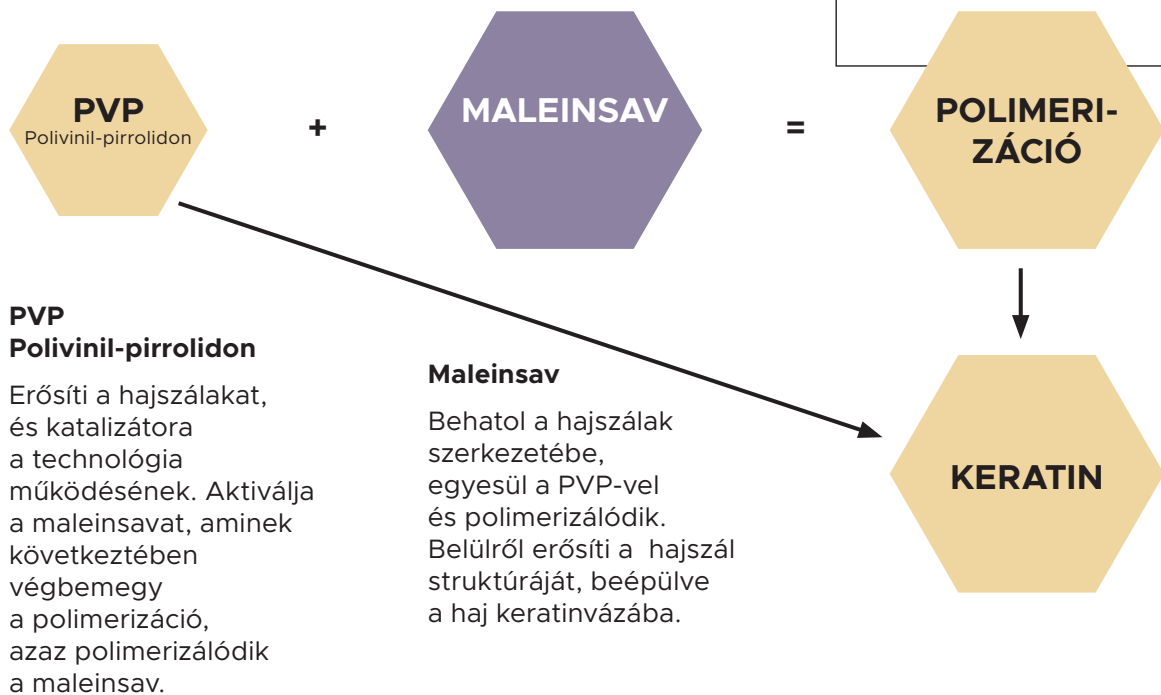 PVP
Polivinil-pirrolidon
+
MALEINSAV
=
POLIMERI-
ZÁCIÓ
PVP
Polivinil-pirrolidon
Erősíti a hajszálakat,
és katalizátora
a technológia
működésének. Aktiválja
a maleinsavat, aminek
következtében
végbemegy
a polimerizáció,
azaz polimerizálódik
a maleinsav.
Maleinsav
Behatol a hajszálak
szerkezetébe,
egyesül a PVP-vel
és polimerizálódik.
Belülről erősíti a hajszál
struktúráját, beépülve
a haj keratinvázába.
KERATIN